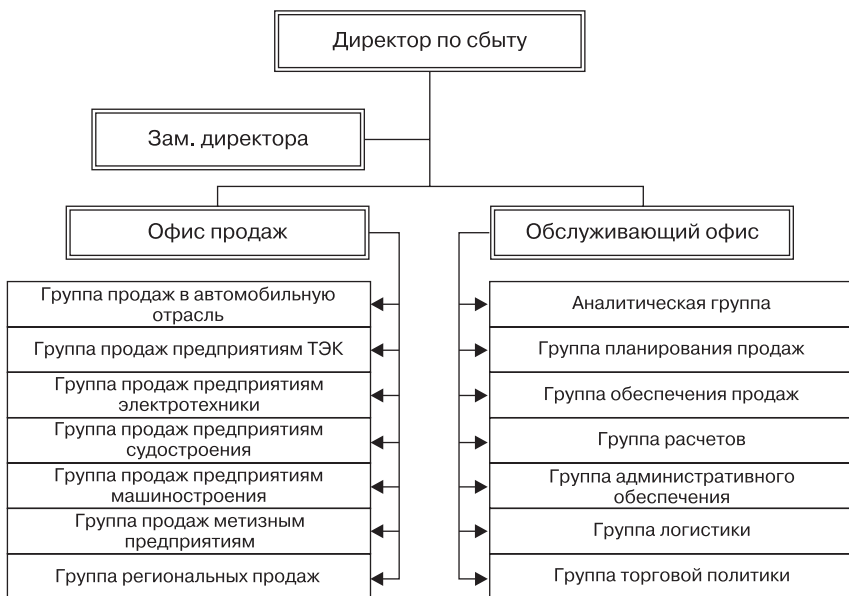 Директор по сбыту
Зам. директора
Офис продаж
Обслуживающий офис
Группа продаж в автомобильную
отрасль
Группа продаж предприятиям ТЭК
Группа продаж предприятиям
электротехники
Группа продаж предприятиям
судостроения
Группа продаж предприятиям
машиностроения
Группа продаж метизным
предприятиям
Группа региональных продаж
Аналитическая группа
Группа планирования продаж
Группа обеспечения продаж
Группа расчетов
Группа административного
обеспечения
Группа логистики
Группа торговой политики